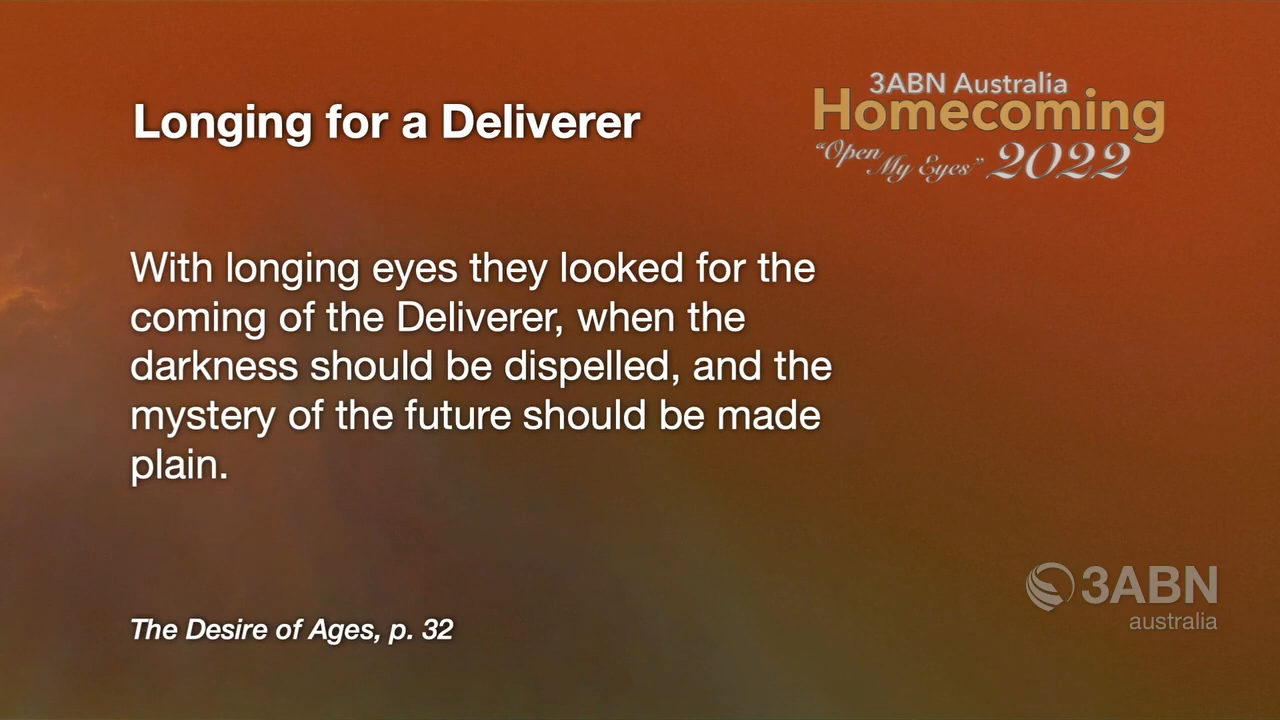 Longing for a Deliverer
3ABN Australia
Homecoming
"Open My Eyes" 2022
With longing eyes they looked for the
coming of the Deliverer, when the
darkness should be dispelled, and the
mystery of the future should be made
plain.
The Desire of Ages, p. 32
3ABN
australia